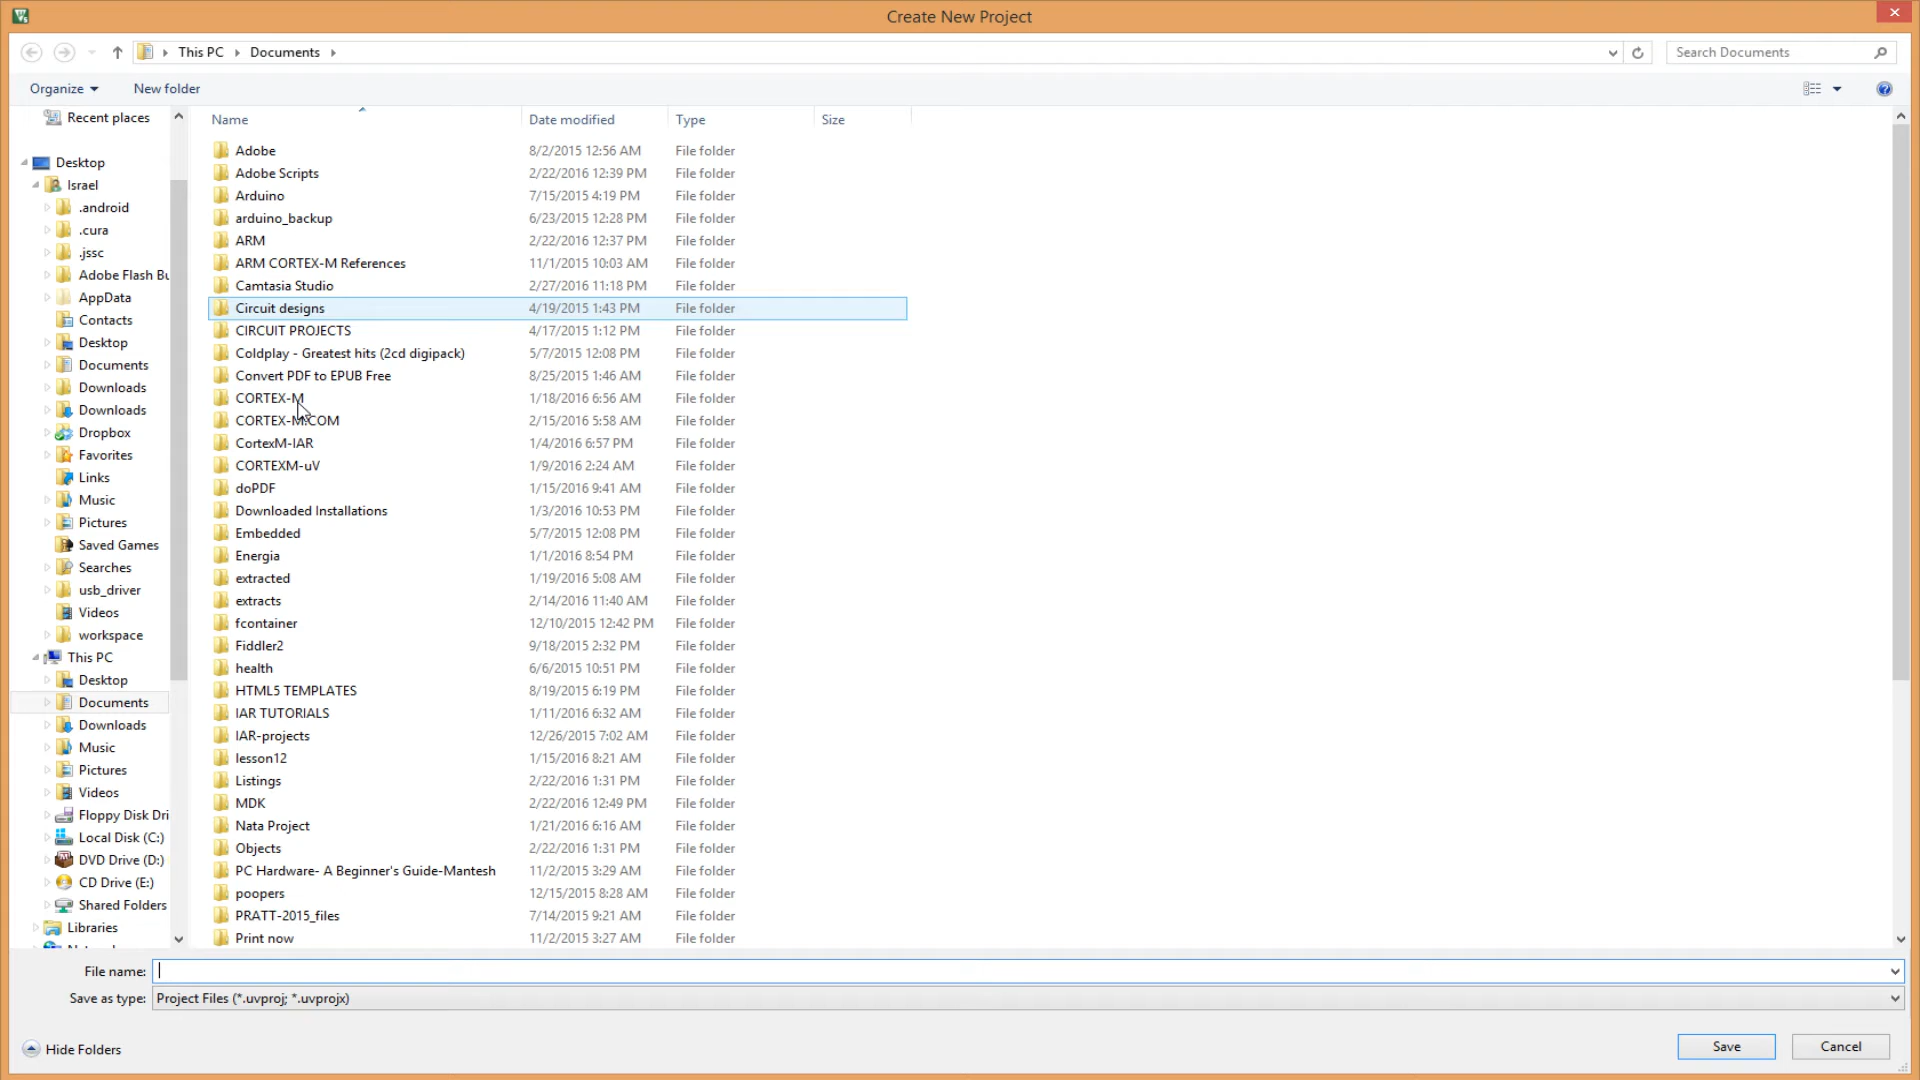 Create New Project
This PC
Documents
Search Documents
Organize
New folder
Recent places
Desktop
Israel
.android
.cura
.jssc
Adobe Flash Bu
AppData
Contacts
Desktop
Documents
Downloads
Downloads
Dropbox
Favorites
Links
Music
Pictures
Saved Games
Searches
usb_driver
Videos
workspace
This PC
Desktop
Documents
Downloads
Music
Pictures
Videos
Floppy Disk Dri
Local Disk (C:)
DVD Drive (D:)
CD Drive (E:)
Shared Folders
Libraries
Name Date modified Type Size
Adobe 8/2/2015 12:56 AM File folder
Adobe Scripts 2/22/2016 12:39 PM File folder
Arduino 7/15/2015 4:19 PM File folder
arduino_backup 6/23/2015 12:28 PM File folder
ARM 2/22/2016 12:37 PM File folder
ARM CORTEX-M References 11/1/2015 10:03 AM File folder
Camtasia Studio 2/27/2016 11:18 PM File folder
Circuit designs 4/19/2015 1:43 PM File folder
CIRCUIT PROJECTS 4/17/2015 1:12 PM File folder
Coldplay - Greatest hits (2cd digipack) 5/7/2015 12:08 PM File folder
Convert PDF to EPUB Free 8/25/2015 1:46 AM File folder
CORTEX-M 1/18/2016 6:56 AM File folder
CORTEX-M.COM 2/15/2016 5:58 AM File folder
CortexM-IAR 1/4/2016 6:57 PM File folder
CORTEXM-uV 1/9/2016 2:24 AM File folder
doPDF 1/15/2016 9:41 AM File folder
Downloaded Installations 1/3/2016 10:53 PM File folder
Embedded 5/7/2015 12:08 PM File folder
Energia 1/1/2016 8:54 PM File folder
extracted 1/19/2016 5:08 AM File folder
extracts 2/14/2016 11:40 AM File folder
fcontainer 12/10/2015 12:42 PM File folder
Fiddler2 9/18/2015 2:32 PM File folder
health 6/6/2015 10:51 PM File folder
HTML5 TEMPLATES 8/19/2015 6:19 PM File folder
IAR TUTORIALS 1/11/2016 6:32 AM File folder
IAR-projects 12/26/2015 7:02 AM File folder
lesson12 1/15/2016 8:21 AM File folder
Listings 2/22/2016 1:31 PM File folder
MDK 2/22/2016 12:49 PM File folder
Nata Project 1/21/2016 6:16 AM File folder
Objects 2/22/2016 1:31 PM File folder
PC Hardware- A Beginner's Guide-Mantesh 11/2/2015 3:29 AM File folder
poopers 12/15/2015 8:28 AM File folder
PRATT-2015_files 7/14/2015 9:21 AM File folder
Print now 11/2/2015 3:27 AM File folder
File name:
Save as type: Project Files (*.uvproj; *.uvprojx)
Hide Folders
Save
Cancel